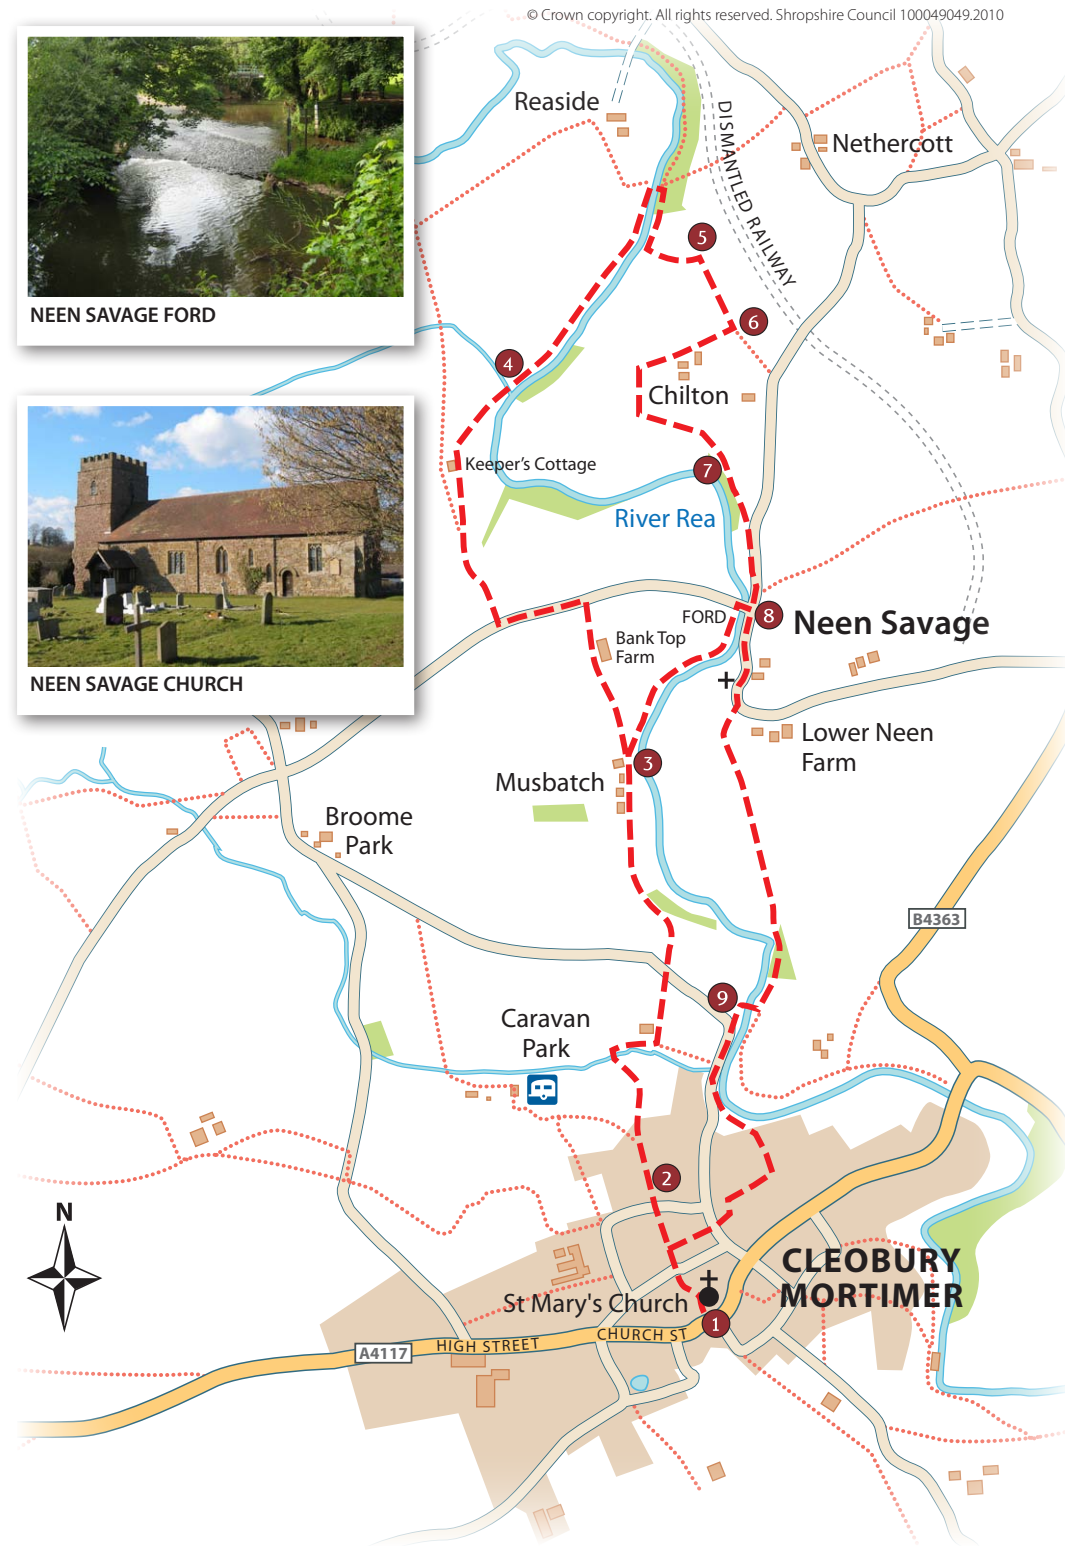 © Crown copyright. All rights reserved. Shropshire Council 100049049.2010
NEEN SAVAGE FORD
NEEN SAVAGE CHURCH
Reaside
DISMANTLED RAILWAY
Nethercott
5
6
4
Chilton
Keeper's Cottage
7
River Rea
FORD
8
Neen Savage
Bank Top
Farm
Lower Neen
Farm
3
Musbatch
Broome
Park
B4363
9
Caravan
Park
2
N
CLEOBURY
MORTIMER
St Mary's Church
1
CHURCH ST
HIGH STREET
A4117